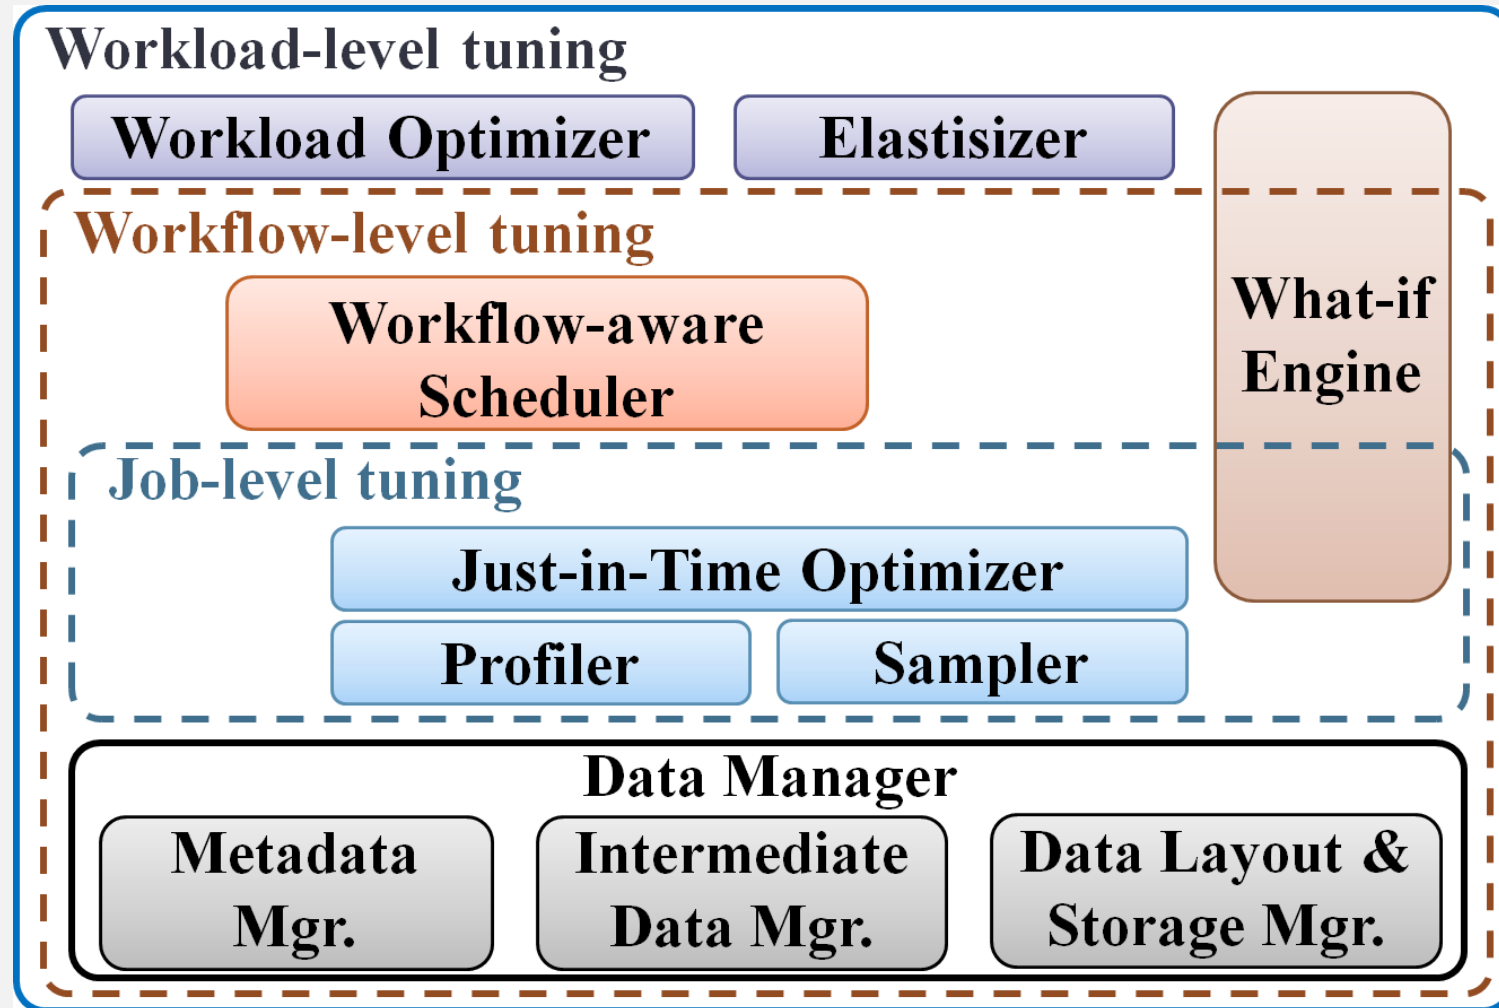 Workload-level tuning
Workload Optimizer
Elastisizer
Workflow-level tuning
Workflow-aware
Scheduler
What-if
Engine
Job-level tuning
Just-in-Time Optimizer
Profiler
Sampler
Data Manager
Metadata
Mgr.
Intermediate
Data Mgr.
Data Layout &
Storage Mgr.